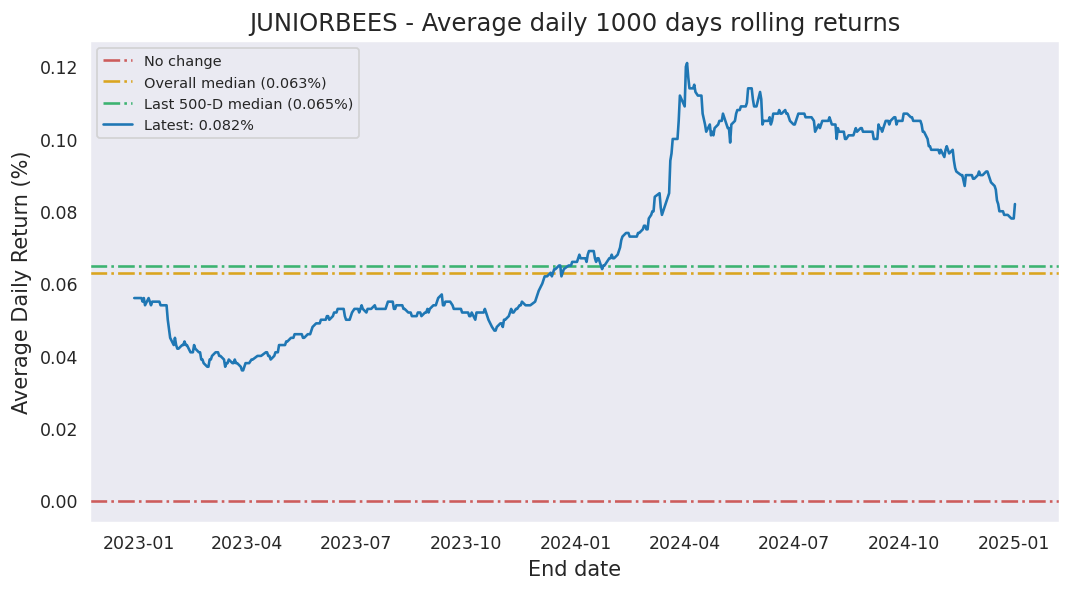 JUNIORBEES - Average daily 1000 days rolling returns
No change
Overall median (0.063%)
Last 500-D median (0.065%)
Latest: 0.082%
Average Daily Return (%)
0.12
0.10
0.08
0.06
0.04
0.02
0.00
2023-01 2023-04 2023-07 2023-10 2024-01 2024-04 2024-07 2024-10 2025-01
End date